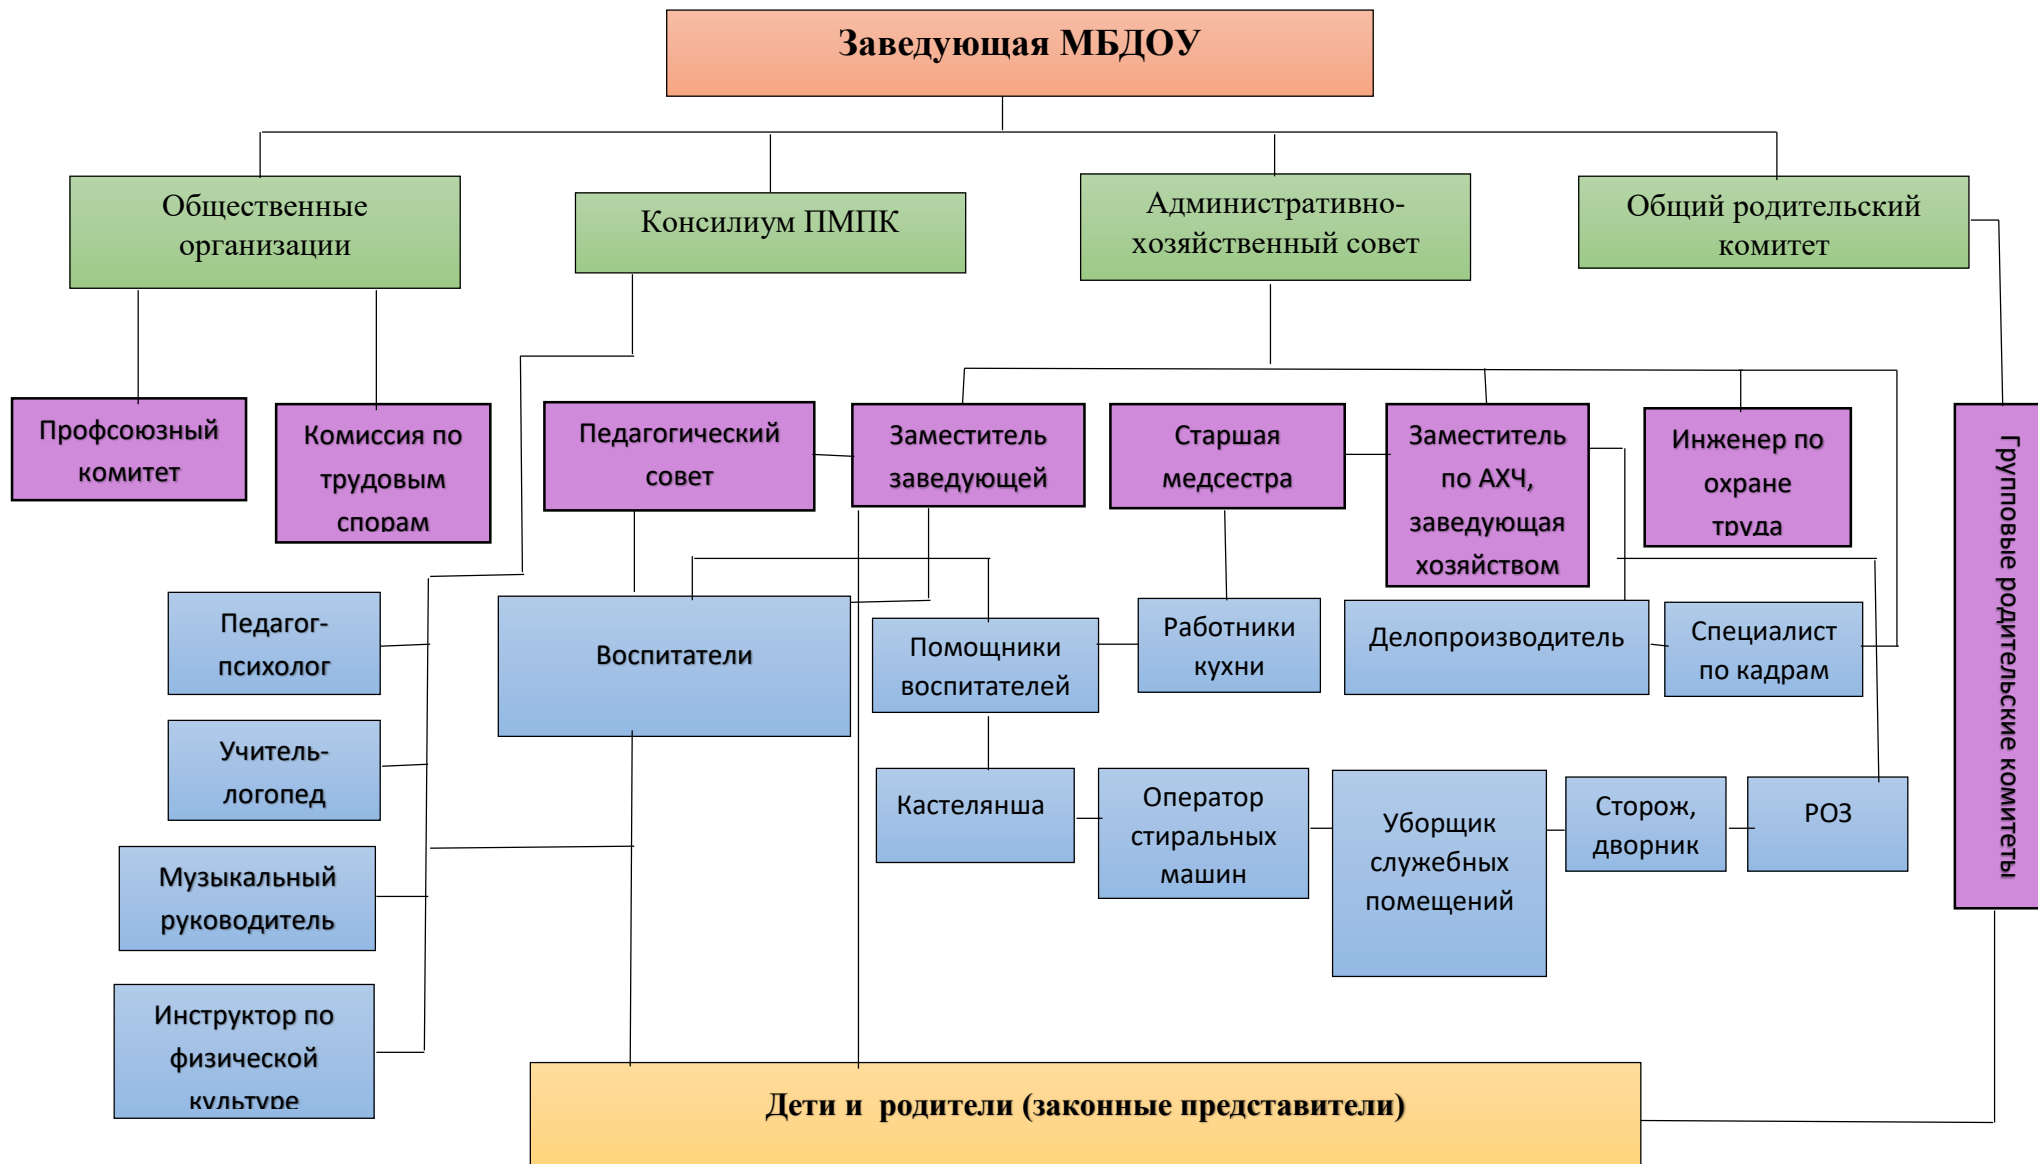 Заведующая МБДОУ
Общественные
организации
Консилиум ПМПК
Административно-
хозяйственный совет
Общий родительский
комитет
Профсоюзный
комитет
Комиссия по
трудовым
спорам
Педагогический
совет
Заместитель
заведующей
Старшая
медсестра
Заместитель
по АХЧ,
заведующая
хозяйством
Инженер по
охране
труда
Групповые родительские комитеты
Педагог-
психолог
Воспитатели
Помощники
воспитателей
Работники
кухни
Делопроизводитель
Специалист
по кадрам
Учитель-
логопед
Кастелянша
Оператор
стиральных
машин
Уборщик
служебных
помещений
Сторож,
дворник
РОЗ
Музыкальный
руководитель
Инструктор по
физической
культуре
Дети и  родители (законные представители)